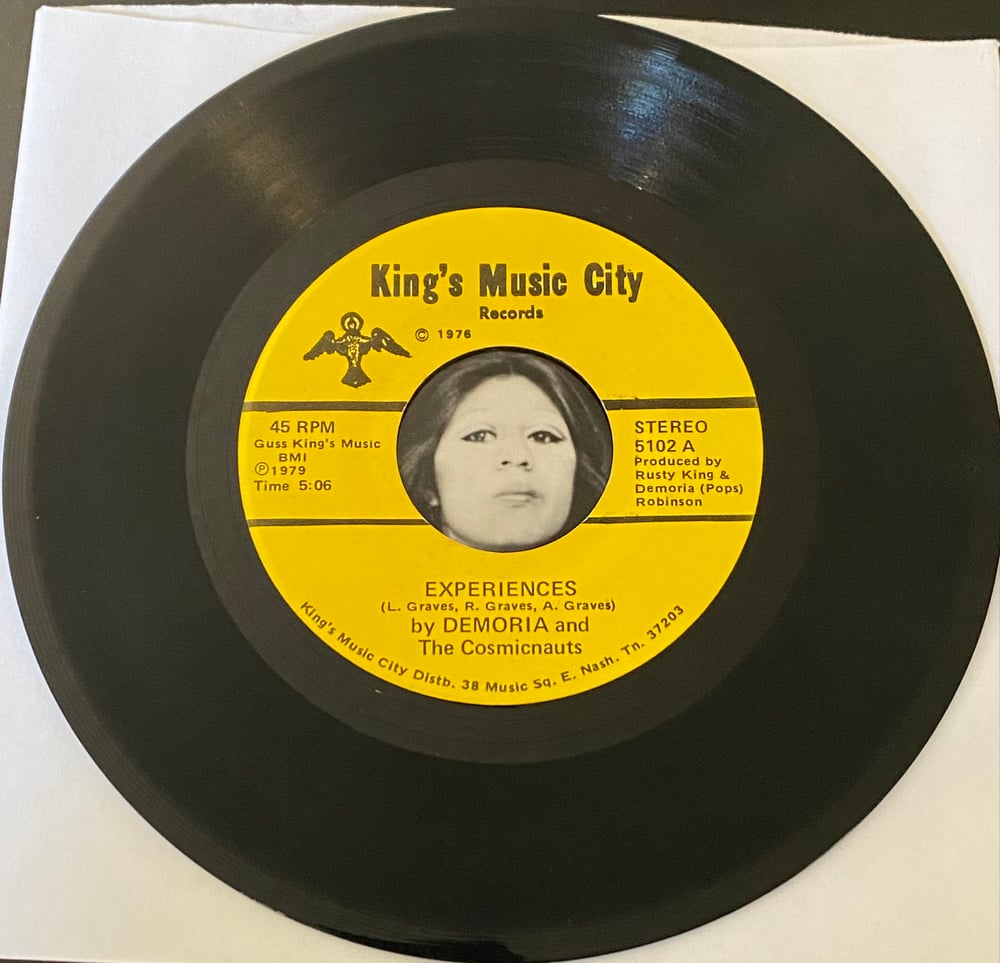 King's Music City
Records
© 1976
45 RPM
Guss King's Music
BMI
℗1979
Time 5:06
STEREO
5102 A
Produced by
Rusty King &
Demoria (Pops)
Robinson
EXPERIENCES
(L. Graves, R. Graves, A. Graves)
by DEMORIA and
The Cosmicnauts
King's Music City Distb. 38 Music Sq. E. Nash. Tn. 37203